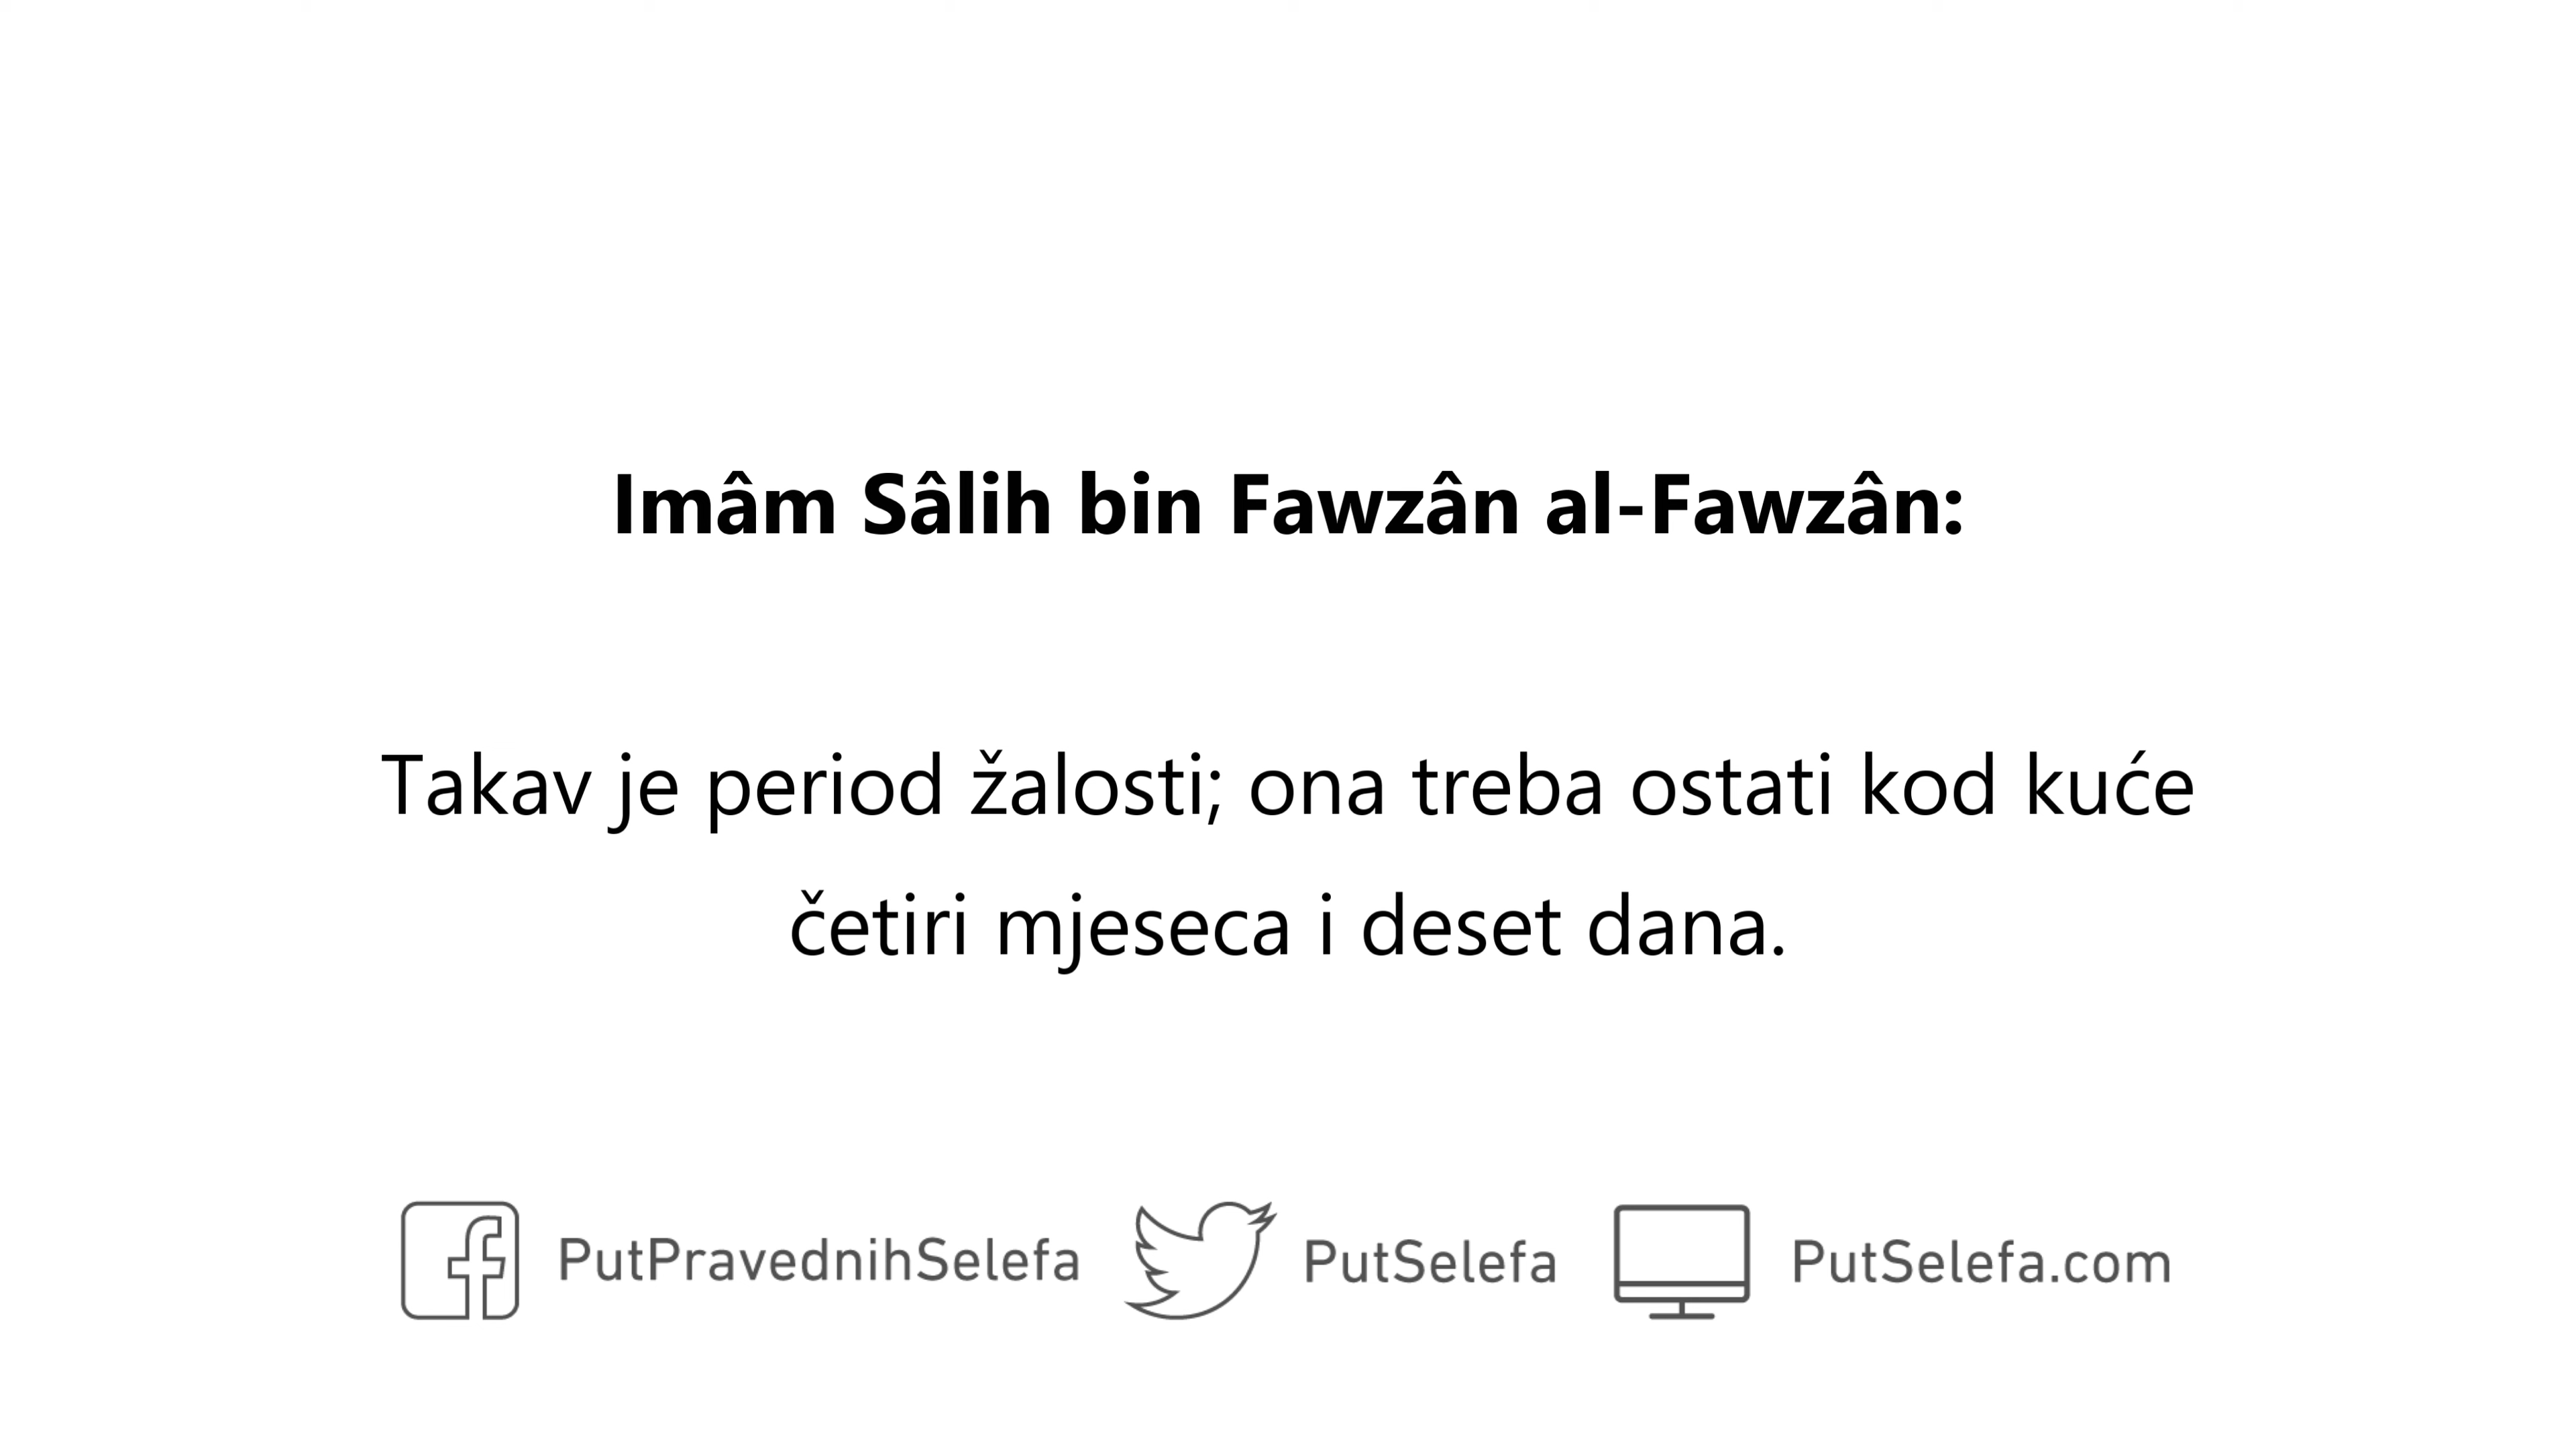 Imâm Sâlih bin Fawzân al-Fawzân:
Takav je period žalosti; ona treba ostati kod kuće
četiri mjeseca i deset dana.
PutPravednihSelefa PutSelefa PutSelefa.com